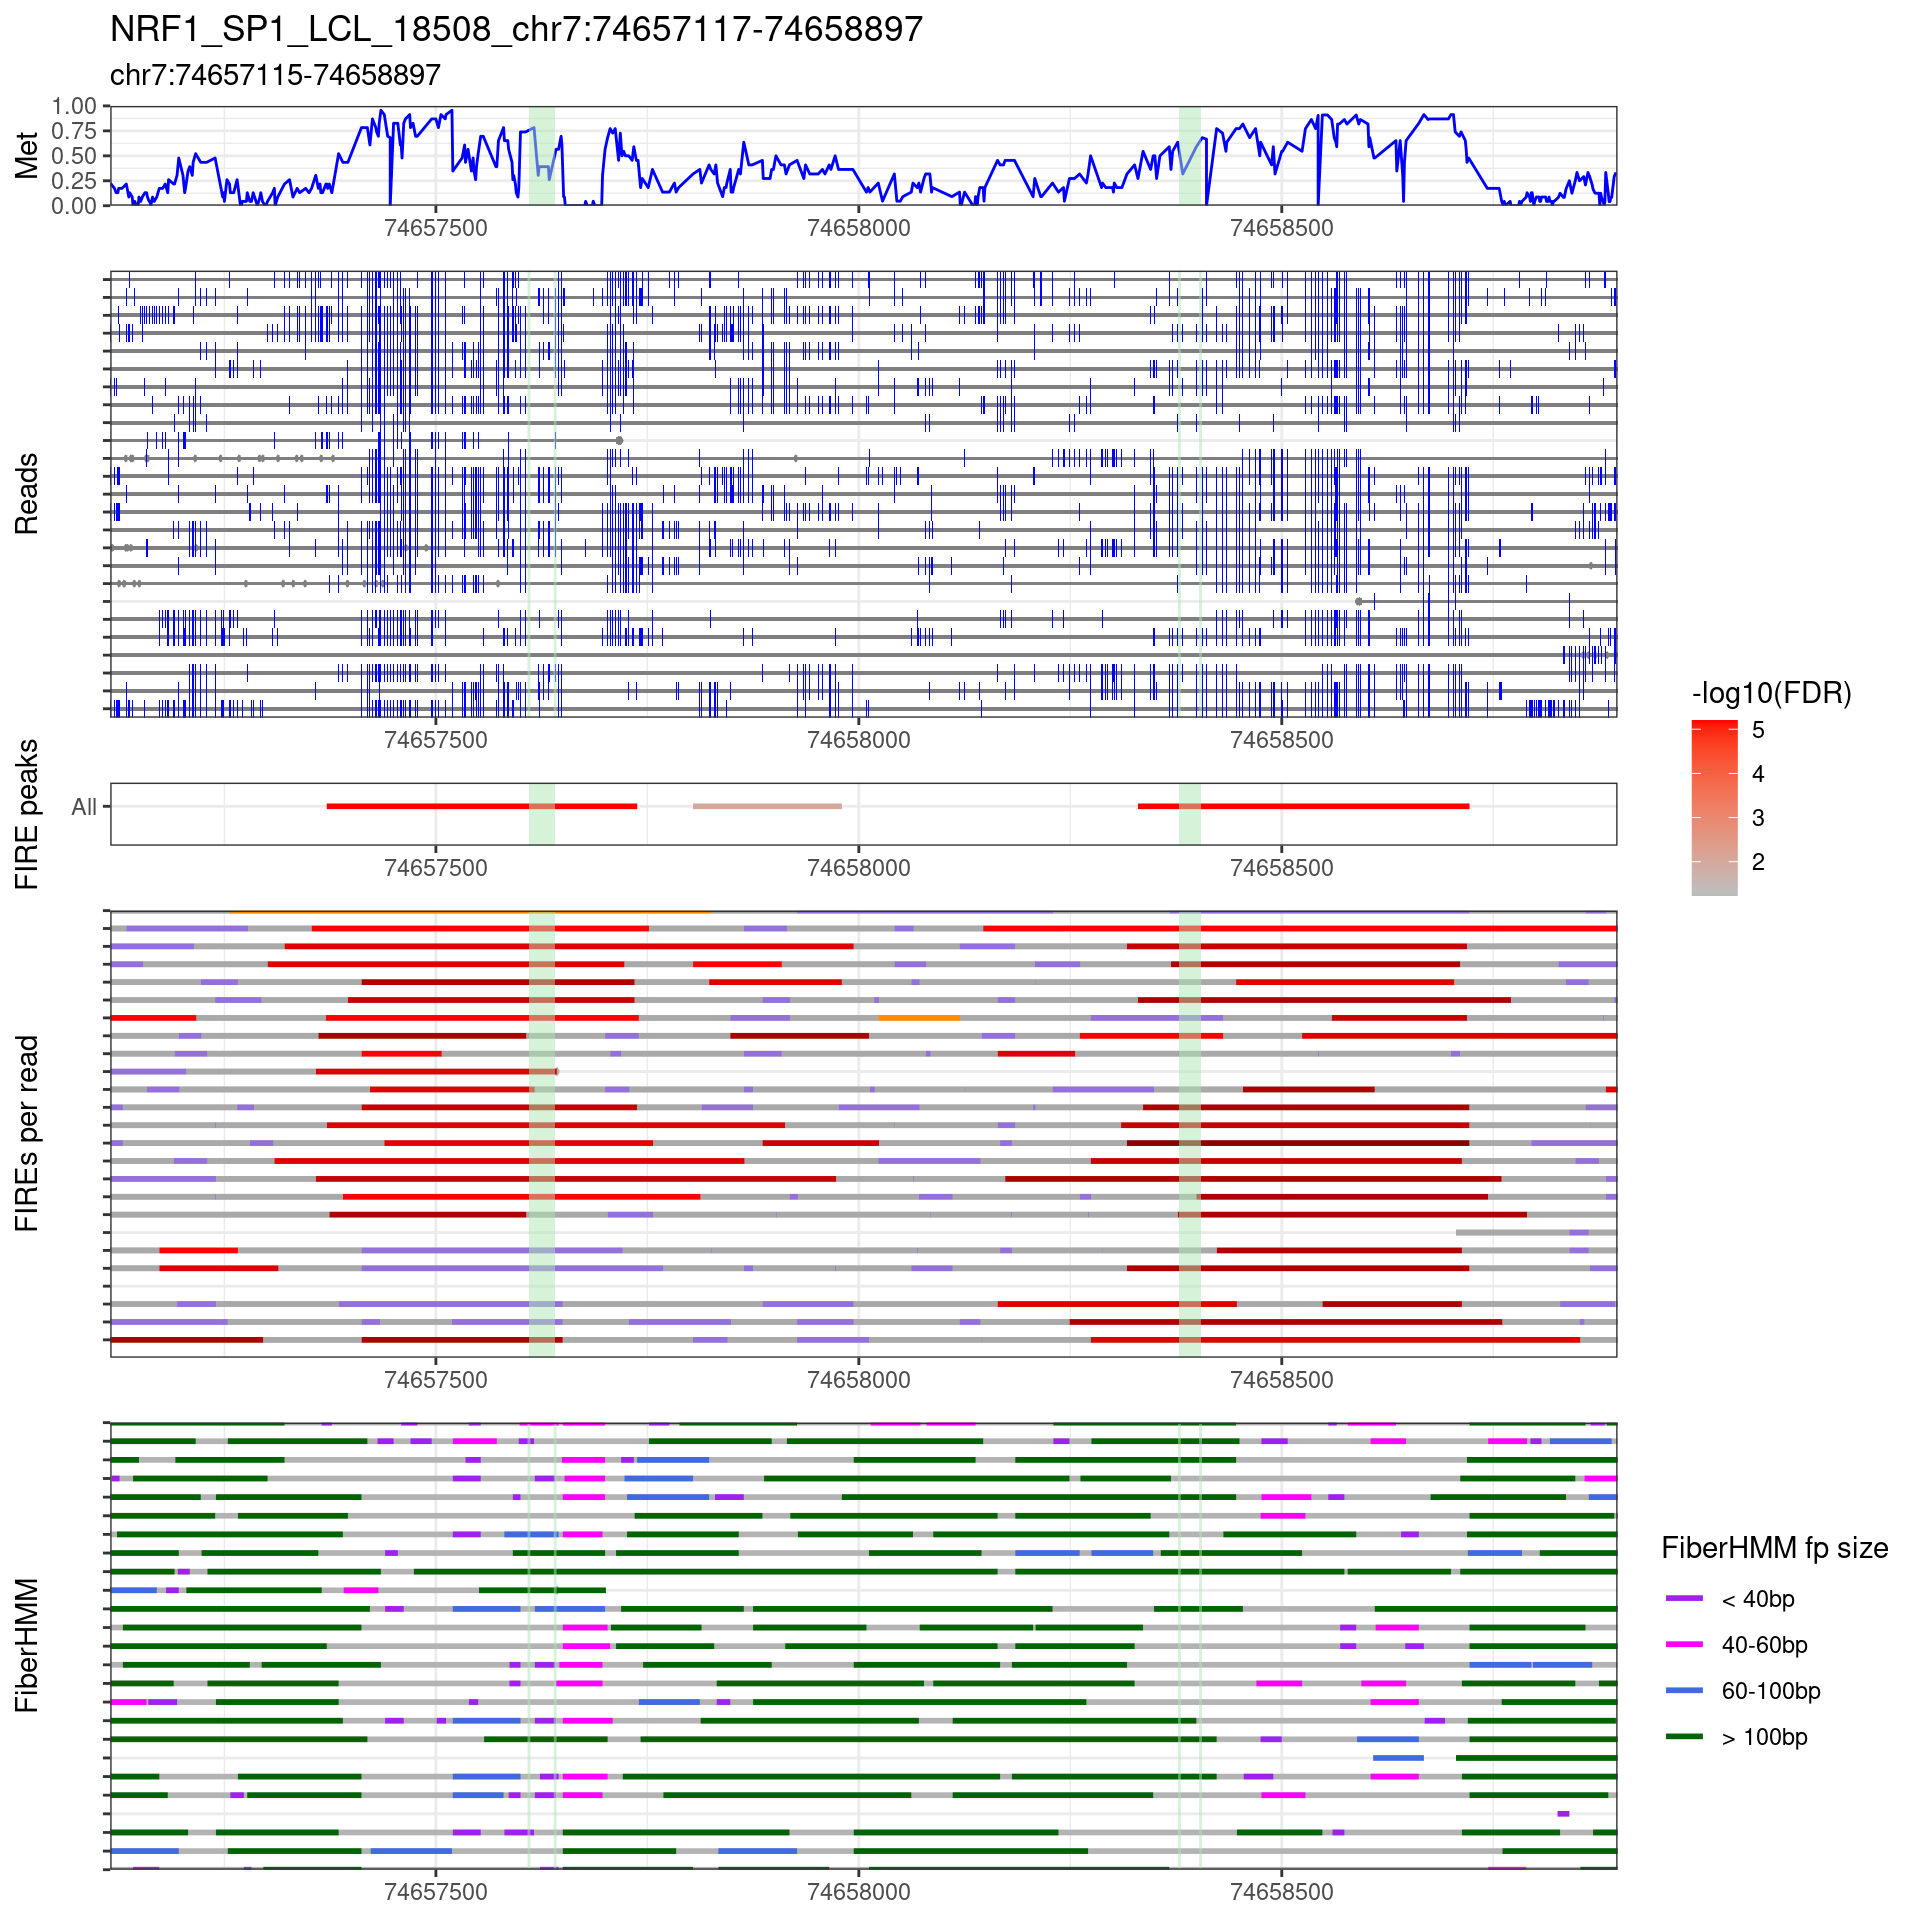 NRF1_SP1_LCL_18508_chr7:74657117-74658897
chr7:74657115-74658897
Met
1.00
0.75
0.50
0.25
0.00
74657500
74658000
74658500
Reads
74657500
74658000
74658500
FIRE peaks
All
74657500
74658000
74658500
-log10(FDR)
5
4
3
2
FIREs per read
74657500
74658000
74658500
FiberHMM
74657500
74658000
74658500
FiberHMM fp size
< 40bp
40-60bp
60-100bp
> 100bp